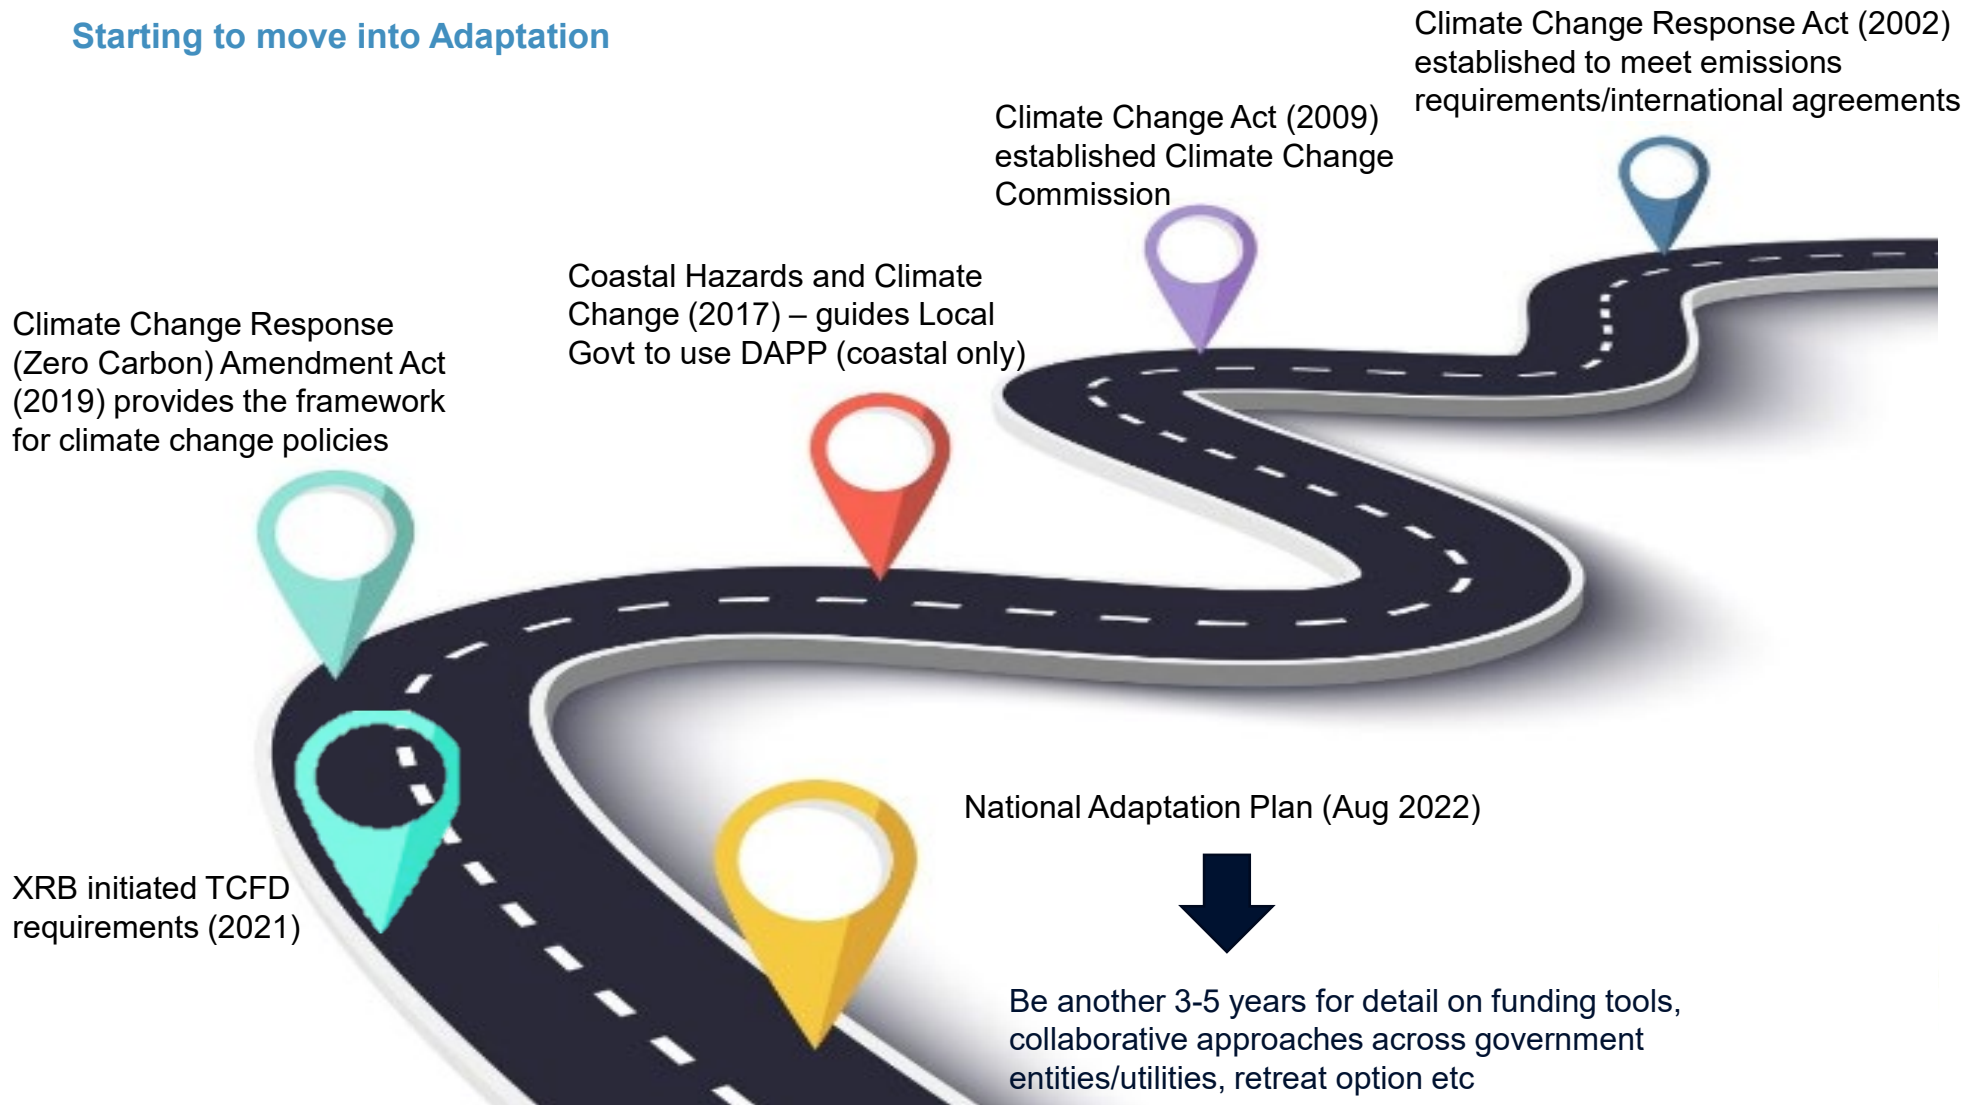 Starting to move into Adaptation
Climate Change Response Act (2002)
established to meet emissions
requirements/international agreements
Climate Change Act (2009)
established Climate Change
Commission
Coastal Hazards and Climate
Change (2017) – guides Local
Govt to use DAPP (coastal only)
Climate Change Response
(Zero Carbon) Amendment Act
(2019) provides the framework
for climate change policies
XRB initiated TCFD
requirements (2021)
National Adaptation Plan (Aug 2022)
Be another 3-5 years for detail on funding tools,
collaborative approaches across government
entities/utilities, retreat option etc